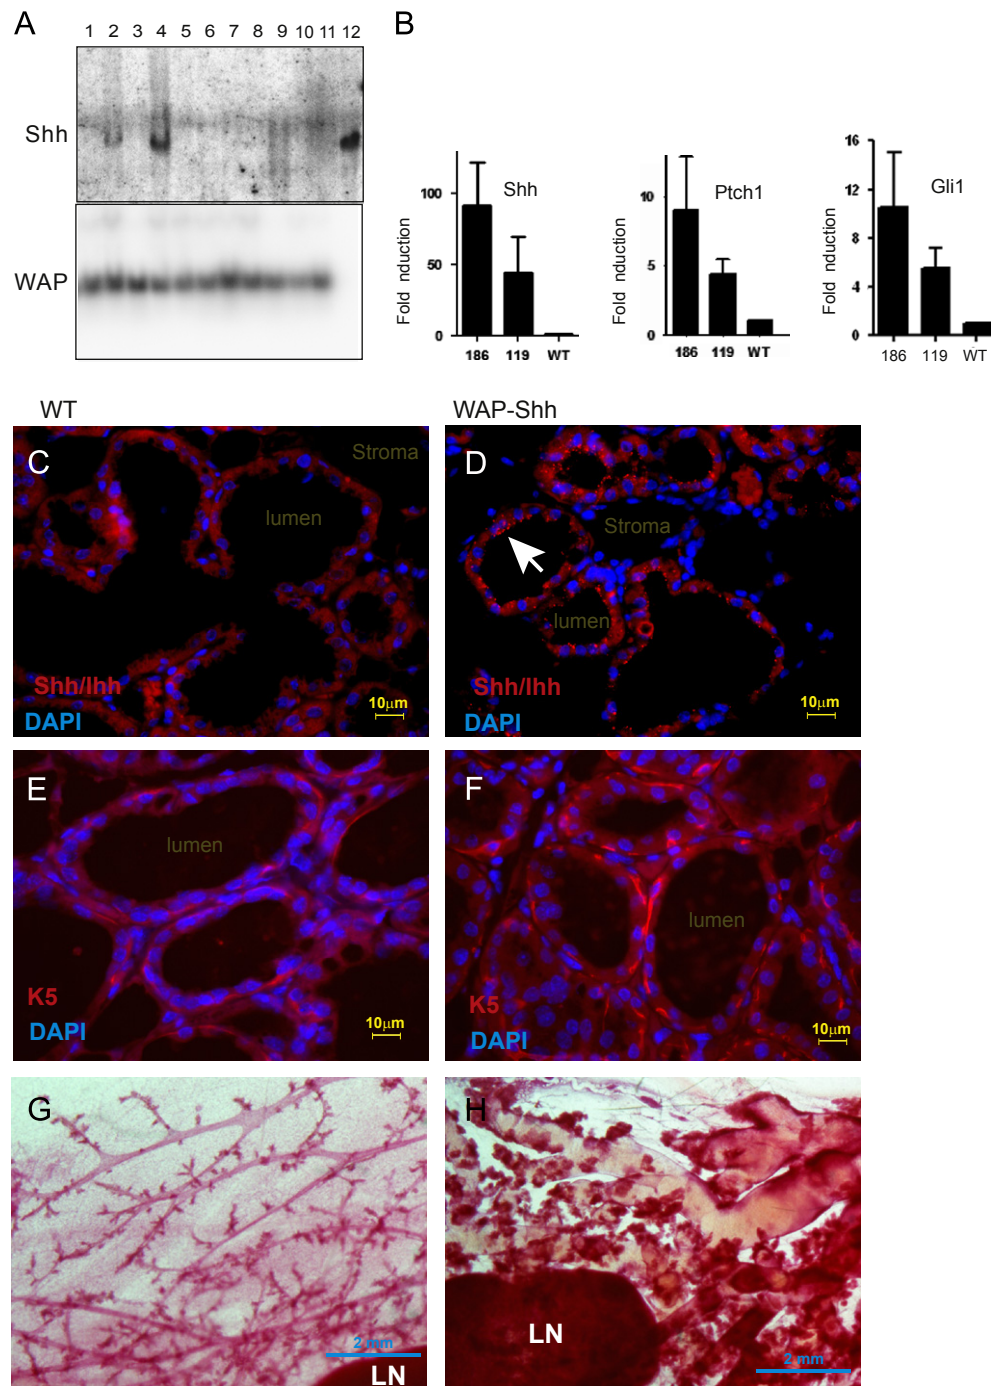 A
1 2 3 4 5 6 7 8 9 10 11 12
Shh
WAP
B
Fold nduction
100
50
0
Shh
186 119 WT
Fold nduction
10
5
0
Ptch1
186 119 WT
Fold nduction
16
12
8
4
0
Gli1
186 119 WT
WT
WAP-Shh
C
Stroma
lumen
Shh/Ihh
DAPI
10µm
D
Stroma
lumen
Shh/Ihh
DAPI
10µm
E
lumen
K5
DAPI
10µm
F
lumen
K5
DAPI
10µm
G
2 mm
LN
H
LN
2 mm